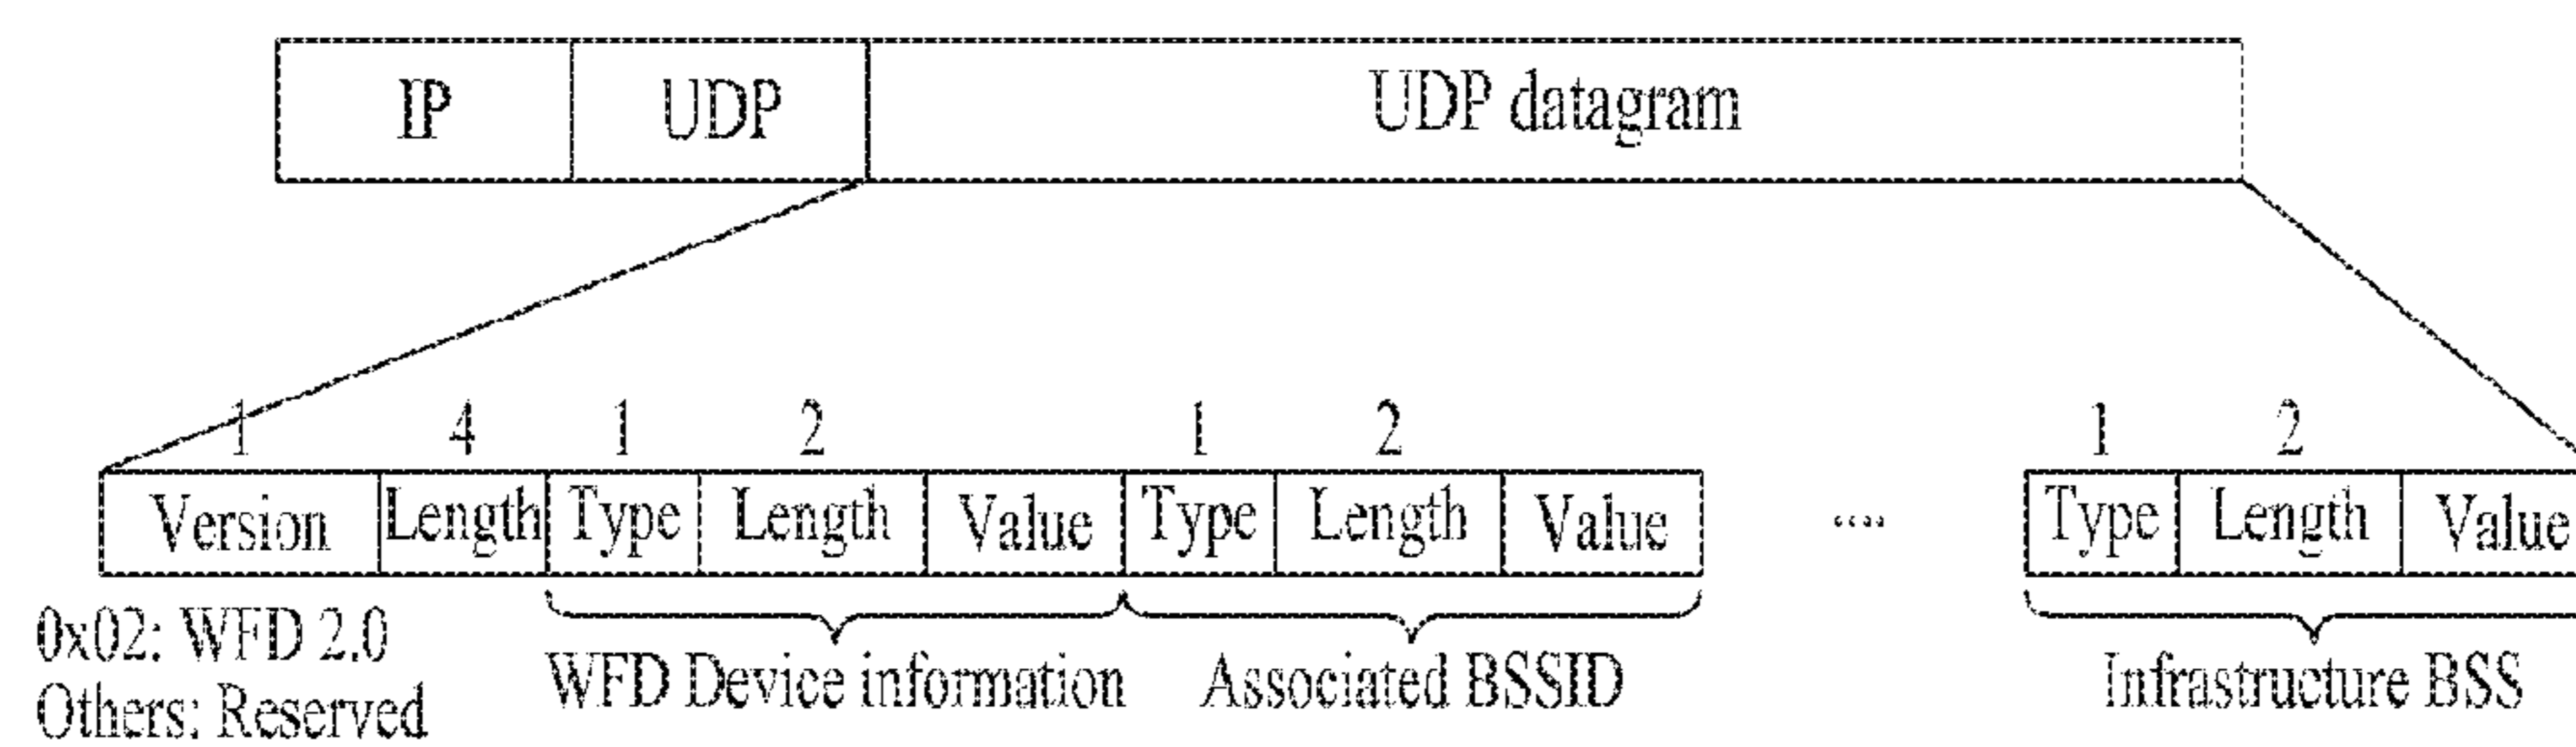 IP UDP UDP datagram
1 4 1 2 1 2 1 2
Version Length Type Length Value Type Length Value ,,,, Type Length Value
0x02: WFD 2.0
Others: Reserved
WFD Device information Associated BSSID Infrastructure BSS